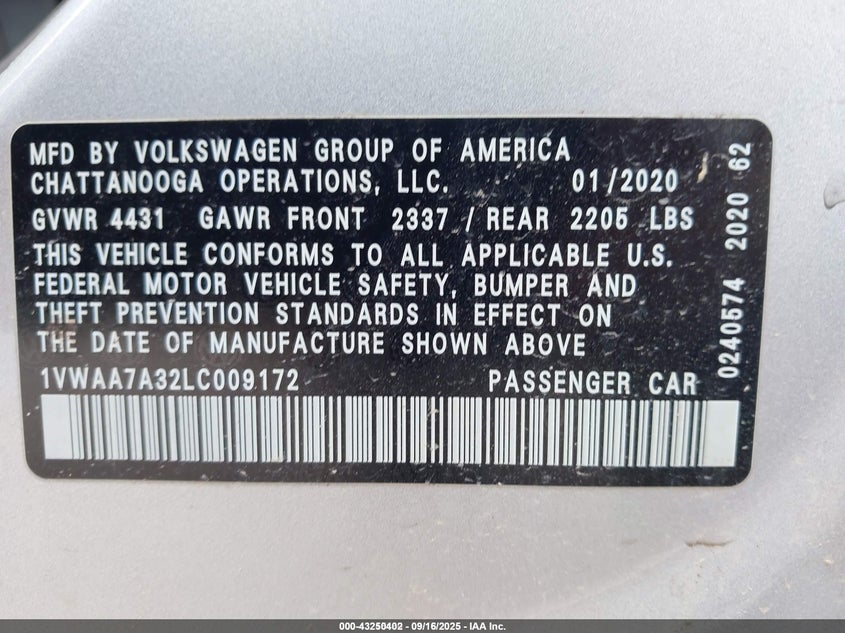 MFD BY VOLKSWAGEN GROUP OF AMERICA
CHATTANOOGA OPERATIONS, LLC. 01/2020
GVWR 4431 GAWR FRONT 2337 / REAR 2205 LBS
THIS VEHICLE CONFORMS TO ALL APPLICABLE U.S.
FEDERAL MOTOR VEHICLE SAFETY, BUMPER AND
THEFT PREVENTION STANDARDS IN EFFECT ON
THE DATE OF MANUFACTURE SHOWN ABOVE
1VWAA7A32LC009172 PASSENGER CAR
0240574 2020 62
000-43250402 - 09/16/2025 - IAA Inc.